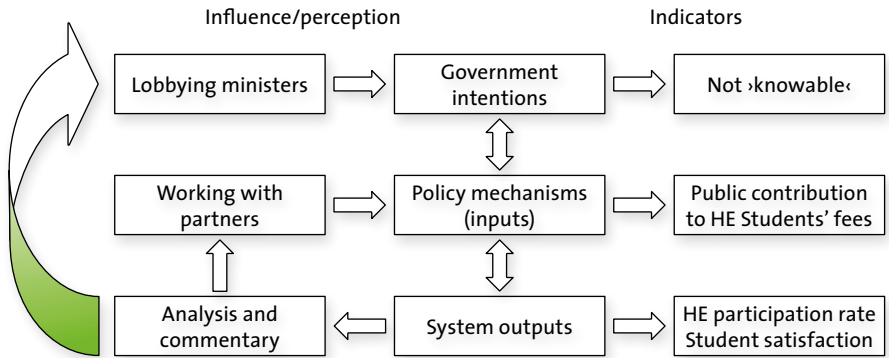 Influence/perception
Indicators
Lobbying ministers
Government
intentions
Not ›knowable‹
Working with
partners
Policy mechanisms
(inputs)
Public contribution
to HE Students’ fees
Analysis and
commentary
System outputs
HE participation rate
Student satisfaction